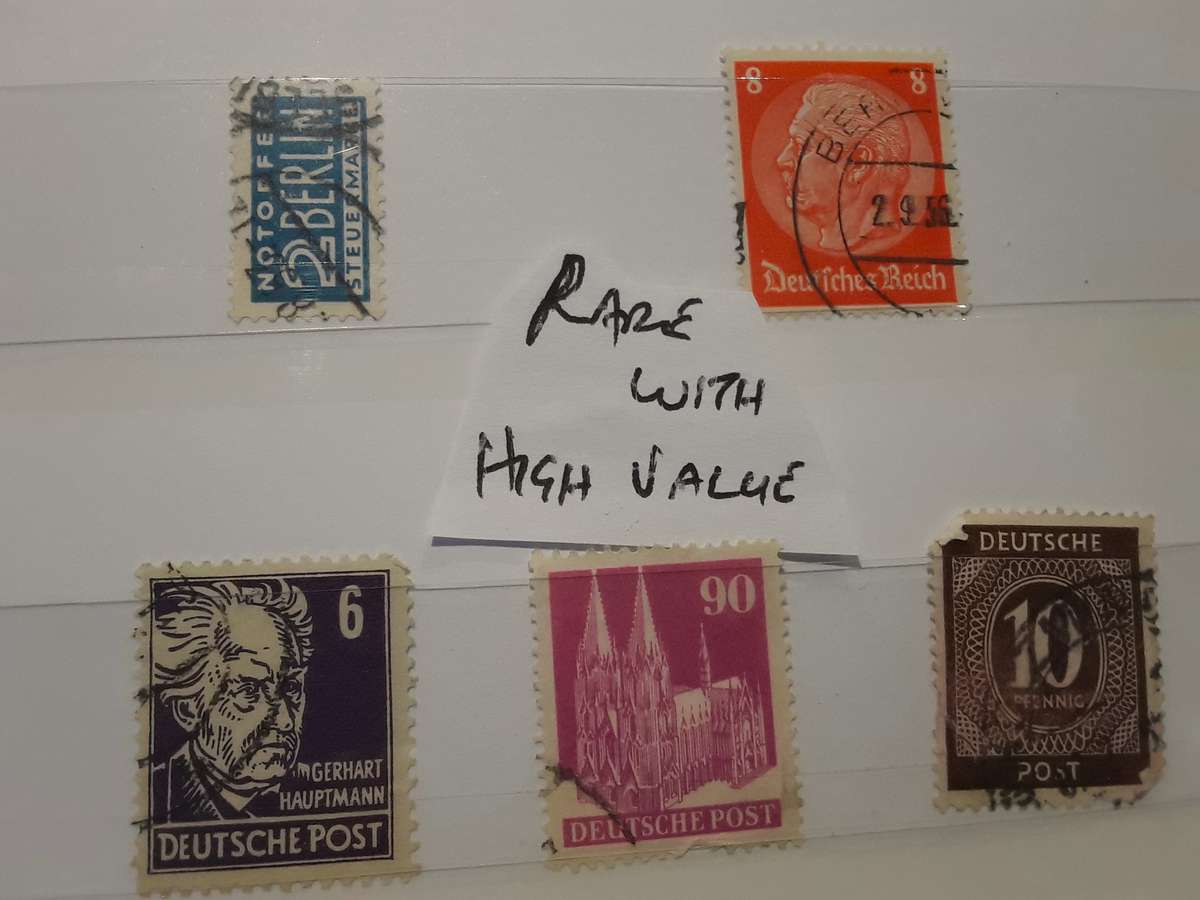 NOTOPFER
2 BERLIN
STEUERMARKE
8 8
2.9.36
Deutsches Reich
RARE
WITH
HIGH VALUE
6
GERHART
HAUPTMANN
DEUTSCHE POST
90
DEUTSCHE POST
DEUTSCHE
10
PFENNIG
POST